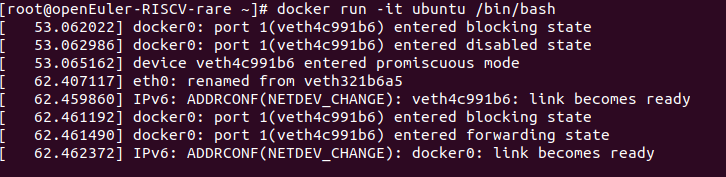 [root@openEuler-RISCV-rare ~]# docker run -it ubuntu /bin/bash
[   53.062022] docker0: port 1(veth4c991b6) entered blocking state
[   53.062986] docker0: port 1(veth4c991b6) entered disabled state
[   53.065162] device veth4c991b6 entered promiscuous mode
[   62.407117] eth0: renamed from veth321b6a5
[   62.459860] IPv6: ADDRCONF(NETDEV_CHANGE): veth4c991b6: link becomes ready
[   62.461192] docker0: port 1(veth4c991b6) entered blocking state
[   62.461490] docker0: port 1(veth4c991b6) entered forwarding state
[   62.462372] IPv6: ADDRCONF(NETDEV_CHANGE): docker0: link becomes ready